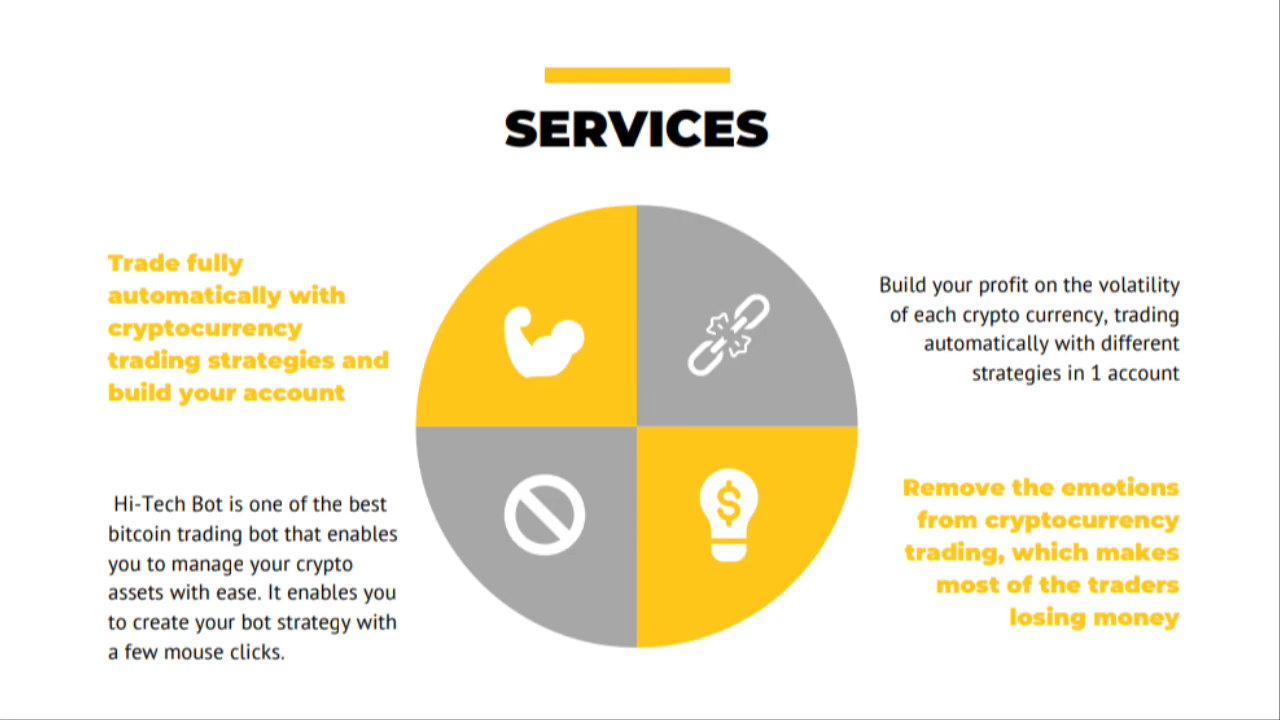 SERVICES
Trade fully
automatically with
cryptocurrency
trading strategies and
build your account
Build your profit on the volatility
of each crypto currency, trading
automatically with different
strategies in 1 account
Hi-Tech Bot is one of the best
bitcoin trading bot that enables
you to manage your crypto
assets with ease. It enables you
to create your bot strategy with
a few mouse clicks.
$
Remove the emotions
from cryptocurrency
trading, which makes
most of the traders
losing money